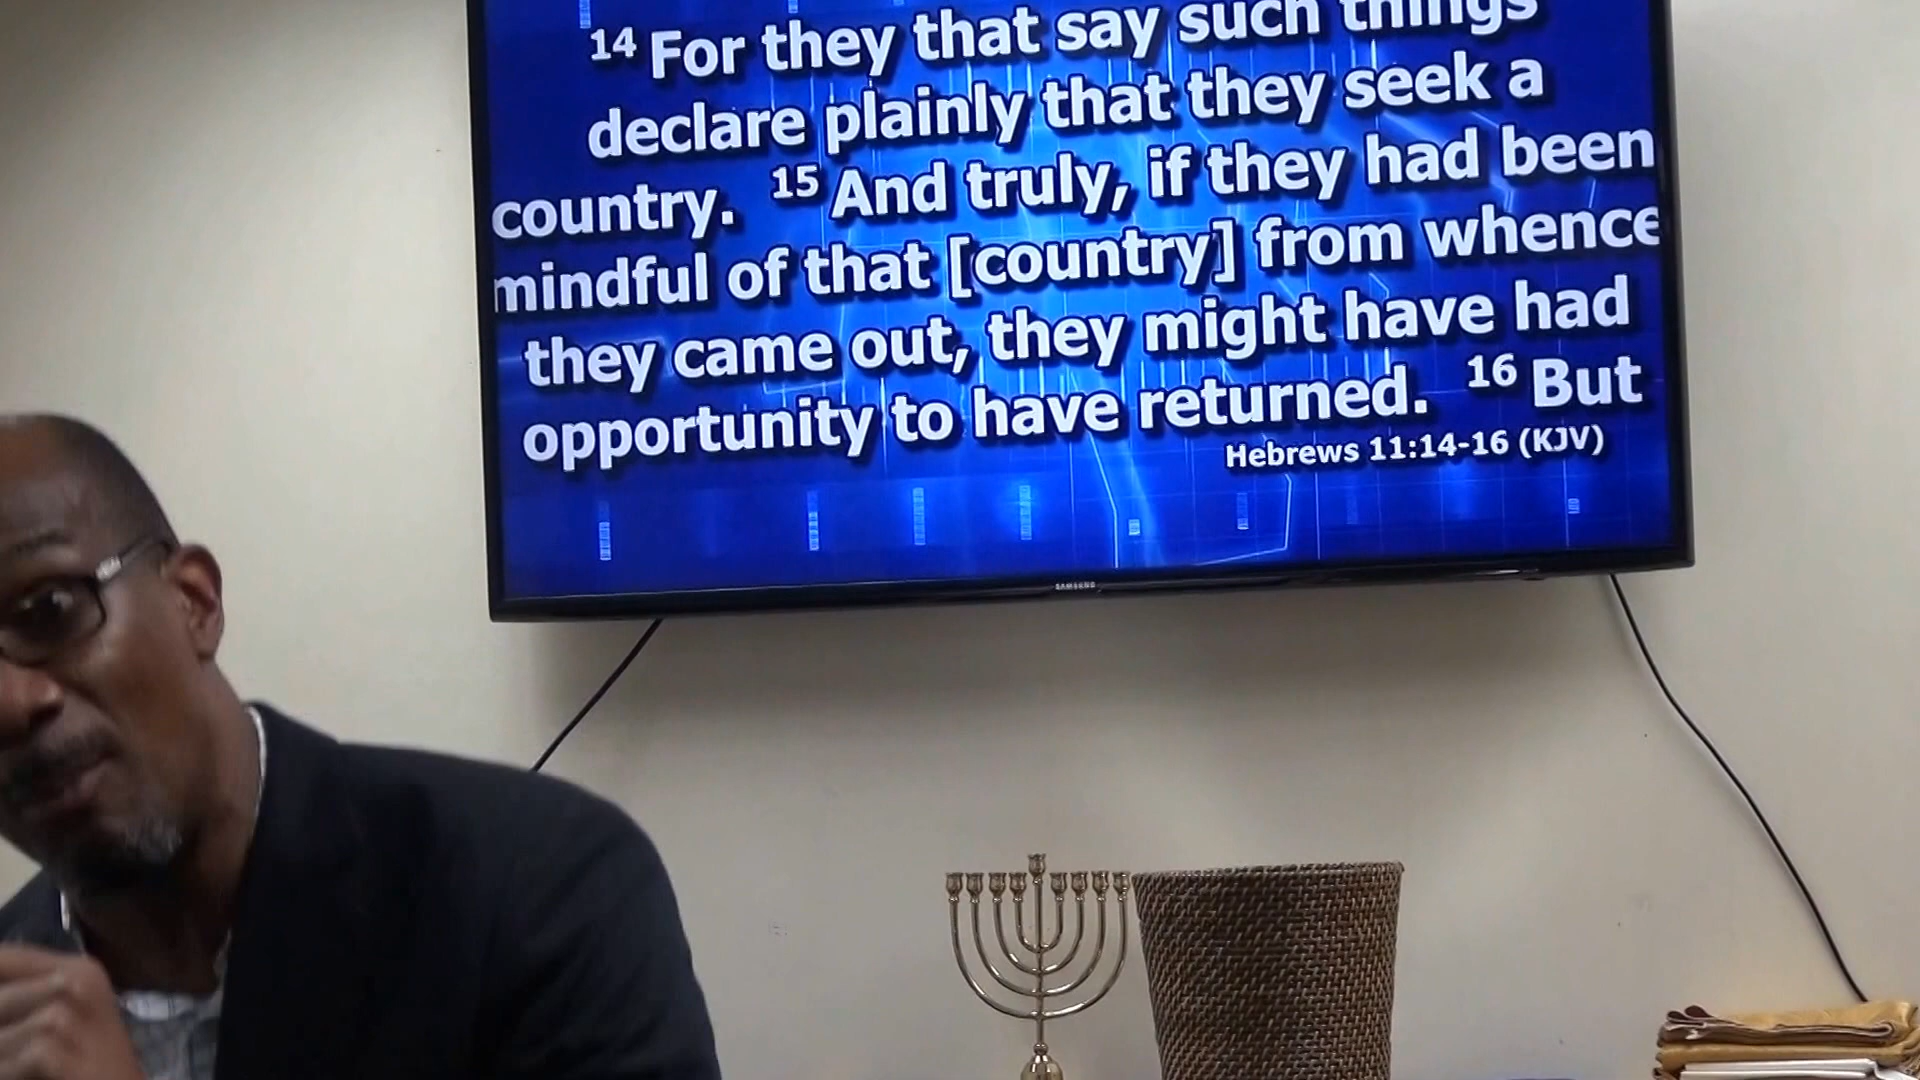 14 For they that say such things
declare plainly that they seek a
country. 15 And truly, if they had been
mindful of that [country] from whence
they came out, they might have had
opportunity to have returned. 16 But
Hebrews 11:14-16 (KJV)
SAMSUNG